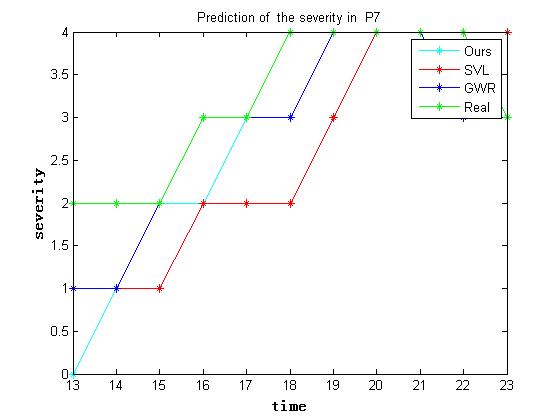 Prediction of the severity in P7
4
3.5
3
2.5
2
1.5
1
0.5
0
severity
Ours
SVL
GWR
Real
13 14 15 16 17 18 19 20 21 22 23
time